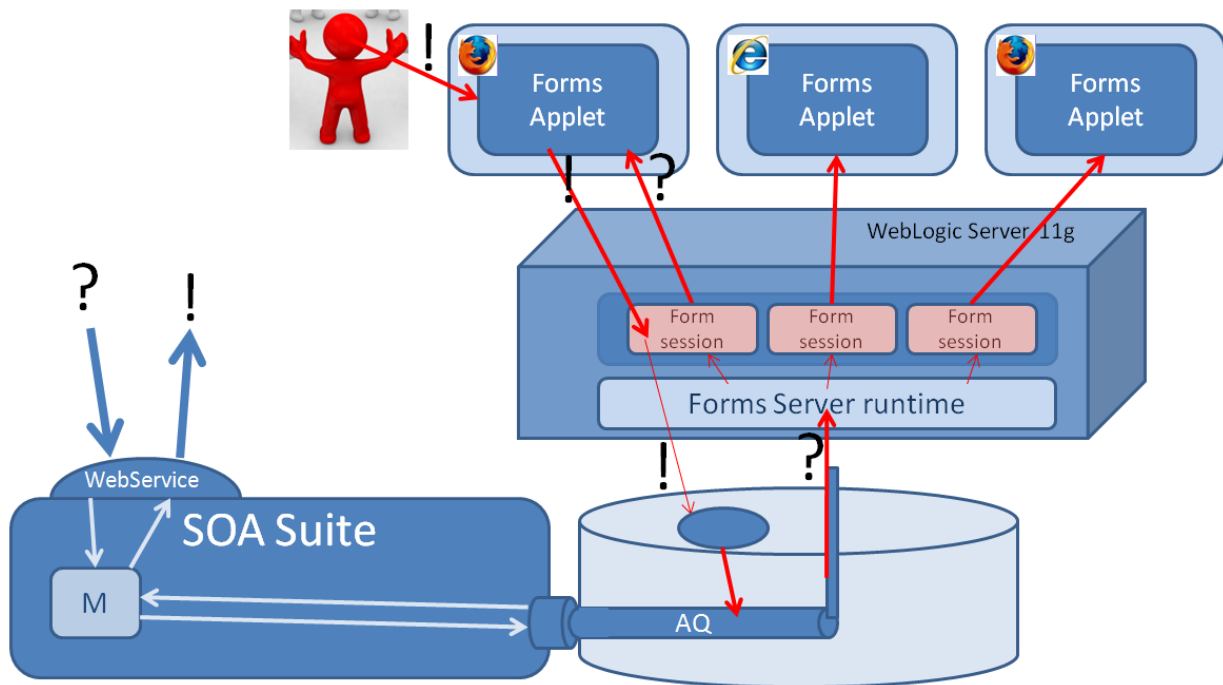 !
Forms
Applet
Forms
Applet
Forms
Applet
!
?
WebLogic Server 11g
?
!
Form
session
Form
session
Form
session
Forms Server runtime
!
?
WebService
SOA Suite
M
AQ